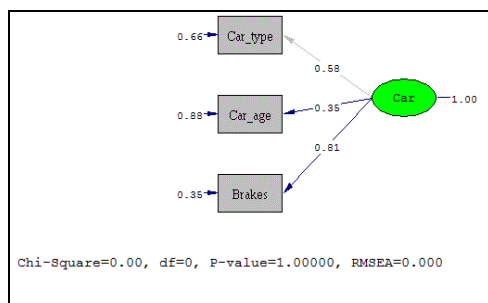 0.66
Car_type
0.58
0.88
Car_age
0.35
Car
1.00
0.81
0.35
Brakes
Chi-Square=0.00, df=0, P-value=1.00000, RMSEA=0.000